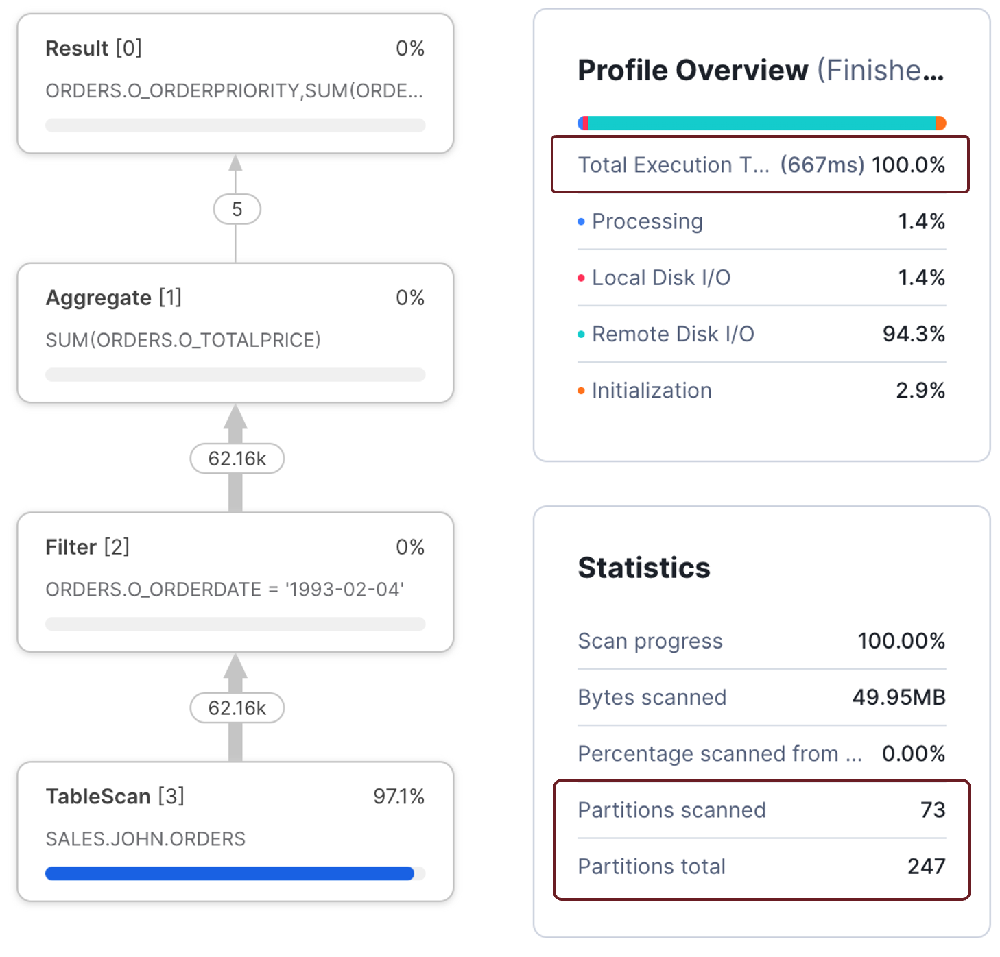 Result [0] 0%
ORDERS.O_ORDERPRIORITY,SUM(ORDE...
5
Aggregate [1] 0%
SUM(ORDERS.O_TOTALPRICE)
62.16k
Filter [2] 0%
ORDERS.O_ORDERDATE = '1993-02-04'
62.16k
TableScan [3] 97.1%
SALES.JOHN.ORDERS
Profile Overview (Finishe...
Total Execution T... (667ms) 100.0%
Processing 1.4%
Local Disk I/O 1.4%
Remote Disk I/O 94.3%
Initialization 2.9%
Statistics
Scan progress 100.00%
Bytes scanned 49.95MB
Percentage scanned from ... 0.00%
Partitions scanned 73
Partitions total 247